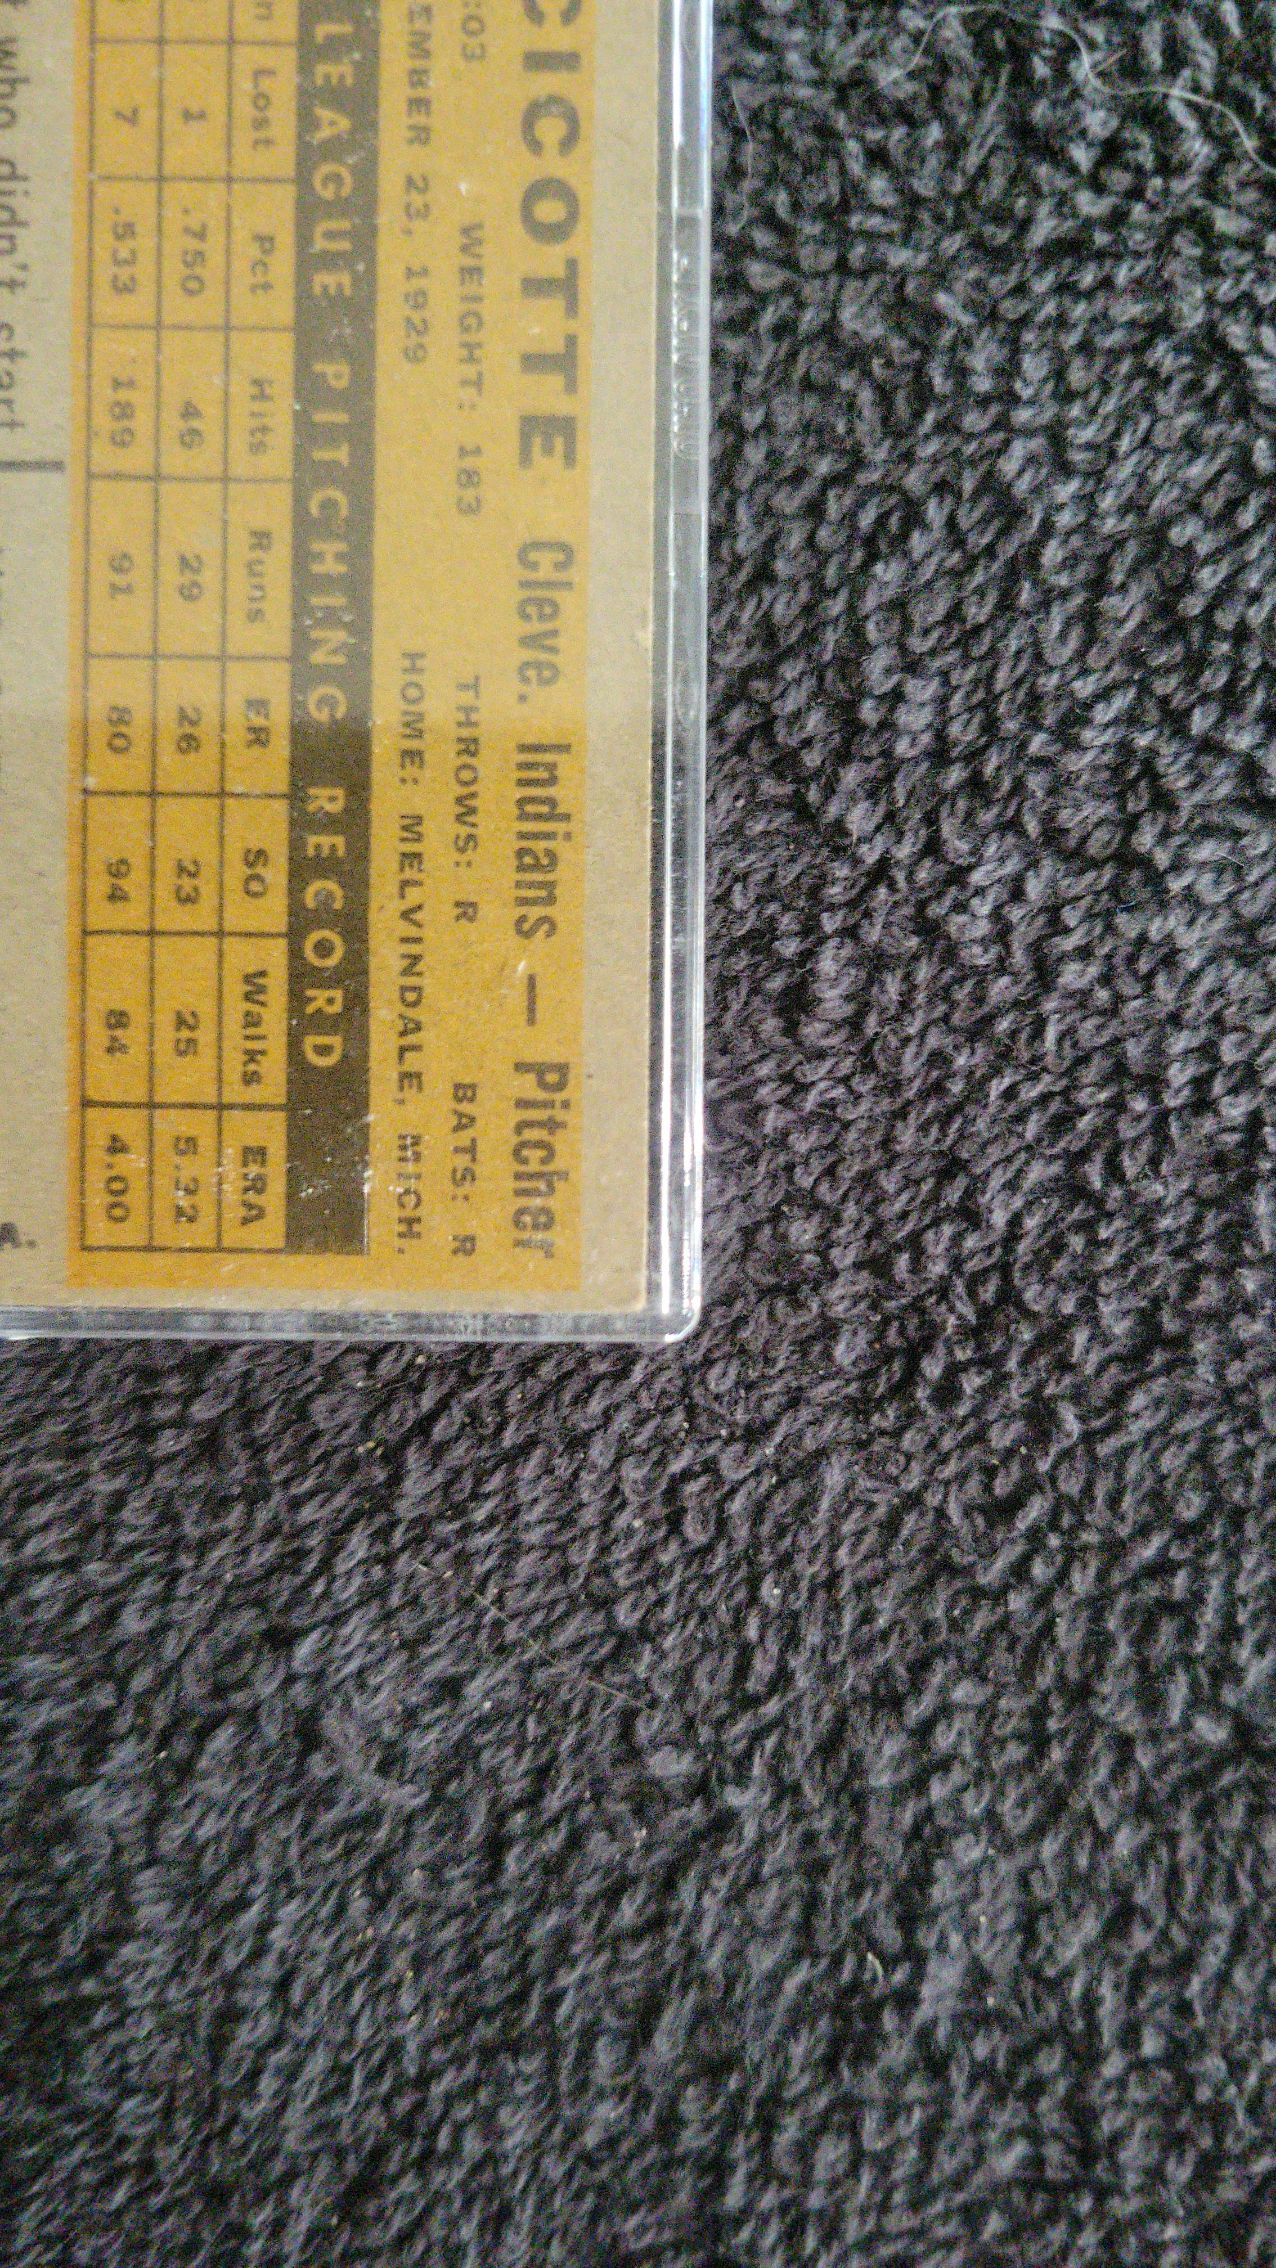 CICOTTE Cleve. Indians — Pitcher
:03 WEIGHT: 183 THROWS: R BATS: R
EMBER 23, 1929 HOME: MELVINDALE, MICH.
LEAGUE PITCHING RECORD
n Lost Pct Hits Runs ER SO Walks ERA
1 .750 46 29 26 23 25 5.32
7 .533 189 91 80 94 84 4.00
who didn't start